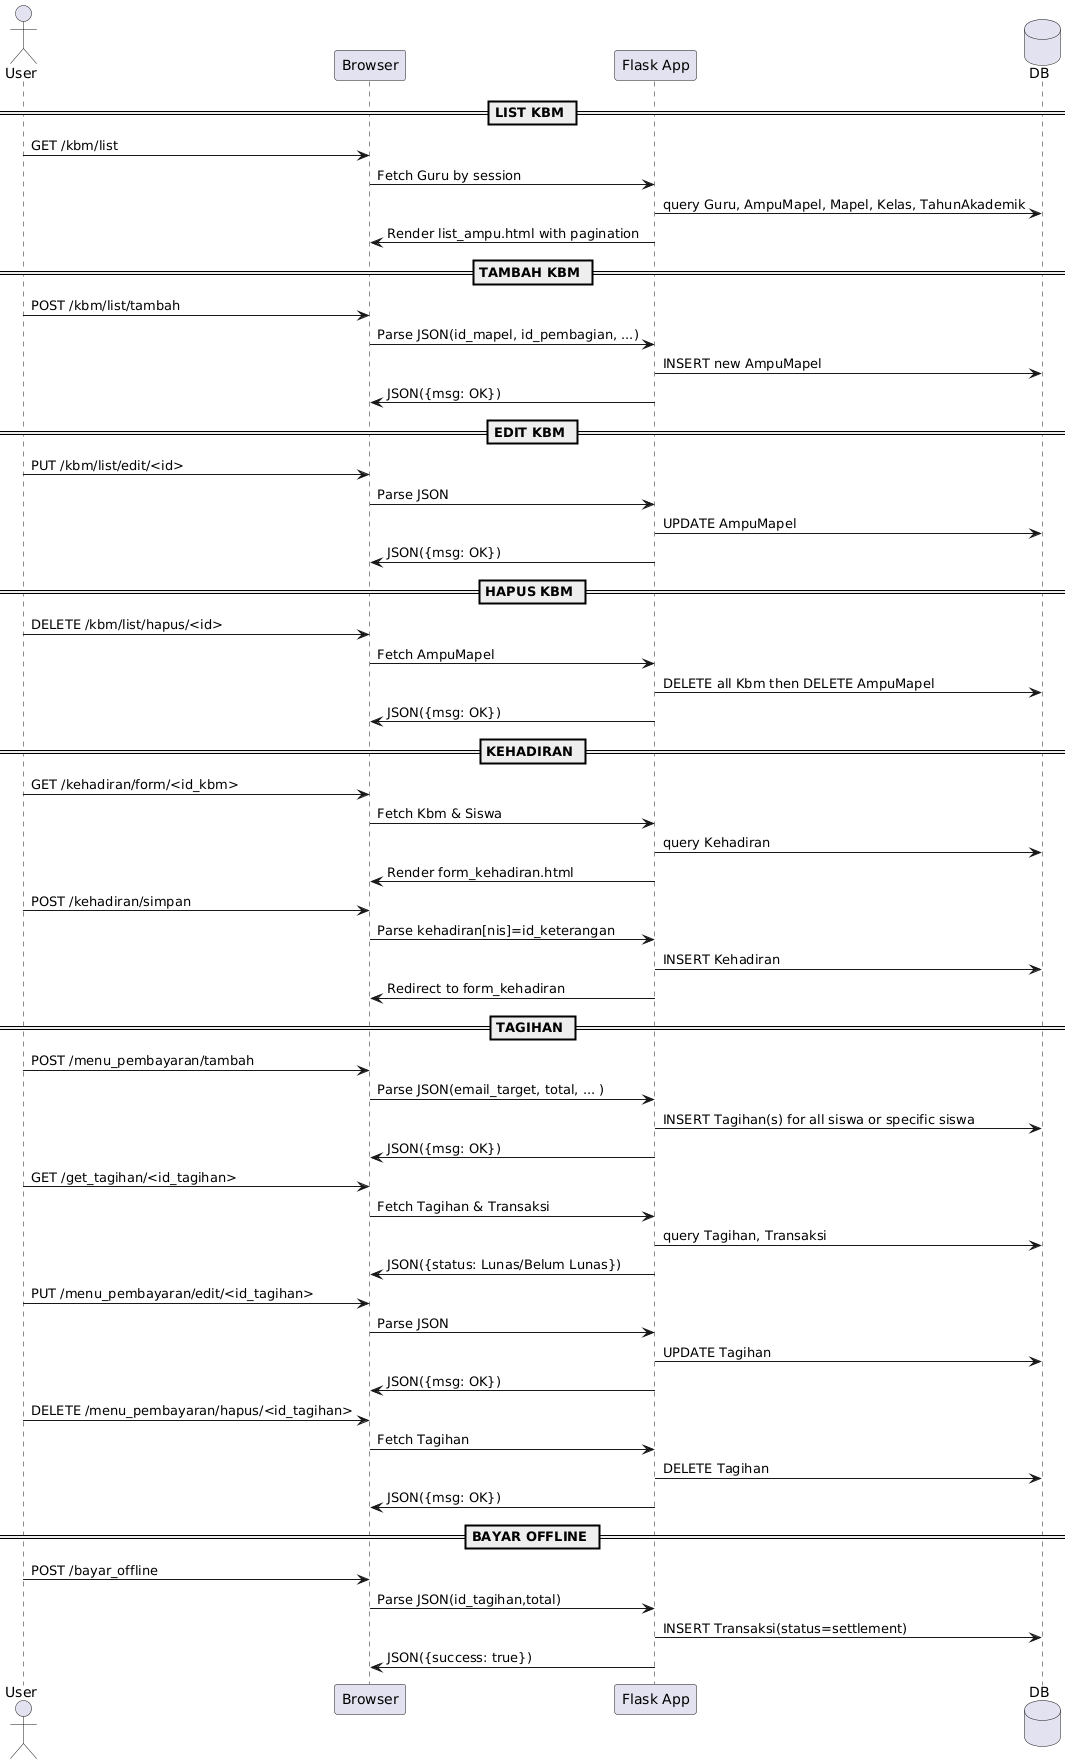 User
Browser
Flask App
DB
LIST KBM
GET /kbm/list
Fetch Guru by session
query Guru, AmpuMapel, Mapel, Kelas, TahunAkademik
Render list_ampu.html with pagination
TAMBAH KBM
POST /kbm/list/tambah
Parse JSON(id_mapel, id_pembagian, ...)
INSERT new AmpuMapel
JSON({msg: OK})
EDIT KBM
PUT /kbm/list/edit/<id>
Parse JSON
UPDATE AmpuMapel
JSON({msg: OK})
HAPUS KBM
DELETE /kbm/list/hapus/<id>
Fetch AmpuMapel
DELETE all Kbm then DELETE AmpuMapel
JSON({msg: OK})
KEHADIRAN
GET /kehadiran/form/<id_kbm>
Fetch Kbm & Siswa
query Kehadiran
Render form_kehadiran.html
POST /kehadiran/simpan
Parse kehadiran[nis]=id_keterangan
INSERT Kehadiran
Redirect to form_kehadiran
TAGIHAN
POST /menu_pembayaran/tambah
Parse JSON(email_target, total, ... )
INSERT Tagihan(s) for all siswa or specific siswa
JSON({msg: OK})
GET /get_tagihan/<id_tagihan>
Fetch Tagihan & Transaksi
query Tagihan, Transaksi
JSON({status: Lunas/Belum Lunas})
PUT /menu_pembayaran/edit/<id_tagihan>
Parse JSON
UPDATE Tagihan
JSON({msg: OK})
DELETE /menu_pembayaran/hapus/<id_tagihan>
Fetch Tagihan
DELETE Tagihan
JSON({msg: OK})
BAYAR OFFLINE
POST /bayar_offline
Parse JSON(id_tagihan,total)
INSERT Transaksi(status=settlement)
JSON({success: true})
User
Browser
Flask App
DB